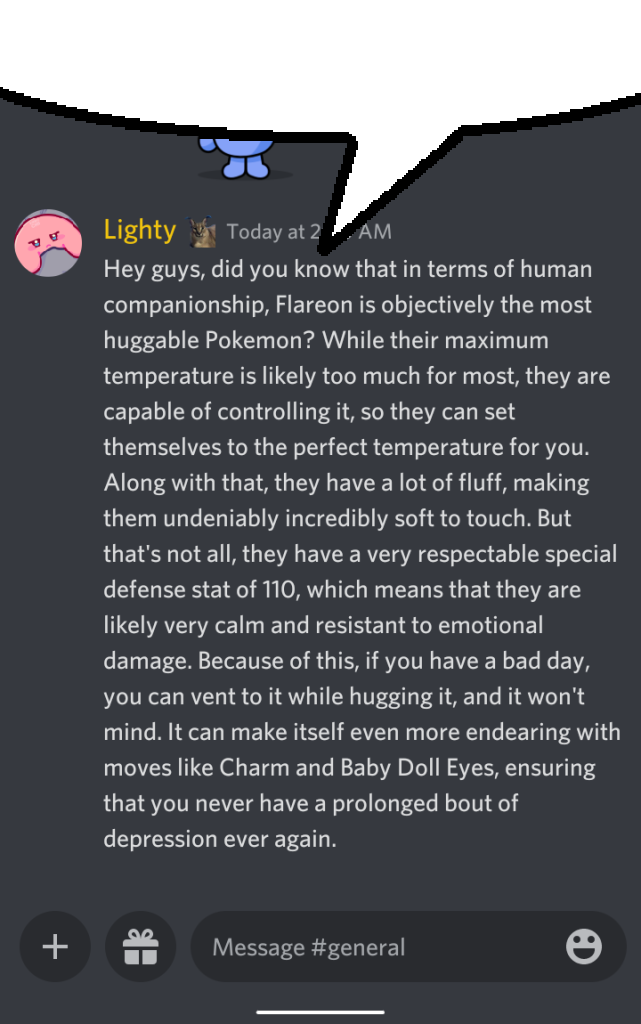 Lighty Today at 2 AM
Hey guys, did you know that in terms of human
companionship, Flareon is objectively the most
huggable Pokemon? While their maximum
temperature is likely too much for most, they are
capable of controlling it, so they can set
themselves to the perfect temperature for you.
Along with that, they have a lot of fluff, making
them undeniably incredibly soft to touch. But
that's not all, they have a very respectable special
defense stat of 110, which means that they are
likely very calm and resistant to emotional
damage. Because of this, if you have a bad day,
you can vent to it while hugging it, and it won't
mind. It can make itself even more endearing with
moves like Charm and Baby Doll Eyes, ensuring
that you never have a prolonged bout of
depression ever again.
Message #general